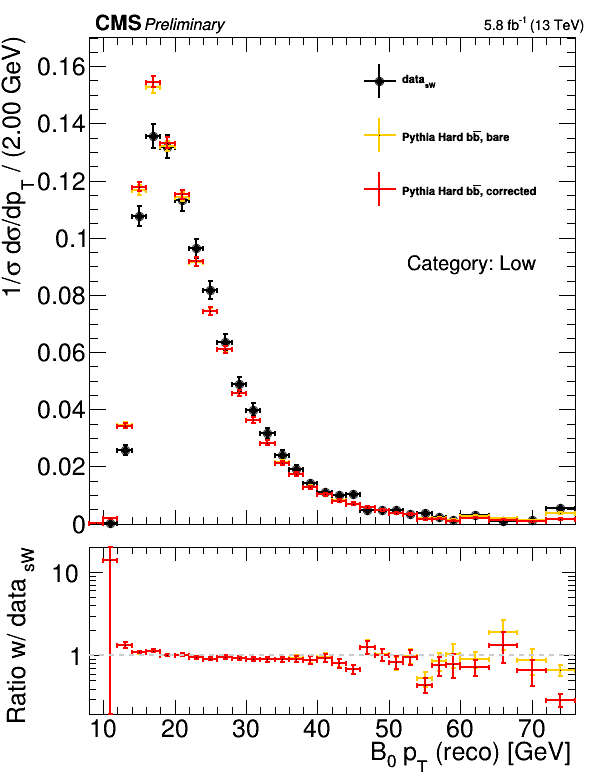 CMS Preliminary 5.8 fb⁻¹ (13 TeV)
1/σ dσ/dp_T / (2.00 GeV)
0.16
0.14
0.12
0.1
0.08
0.06
0.04
0.02
0
data_sW
Pythia Hard bb̅, bare
Pythia Hard bb̅, corrected
Category: Low
Ratio w/ data_sW
10
1
10 20 30 40 50 60 70
B₀ p_T (reco) [GeV]